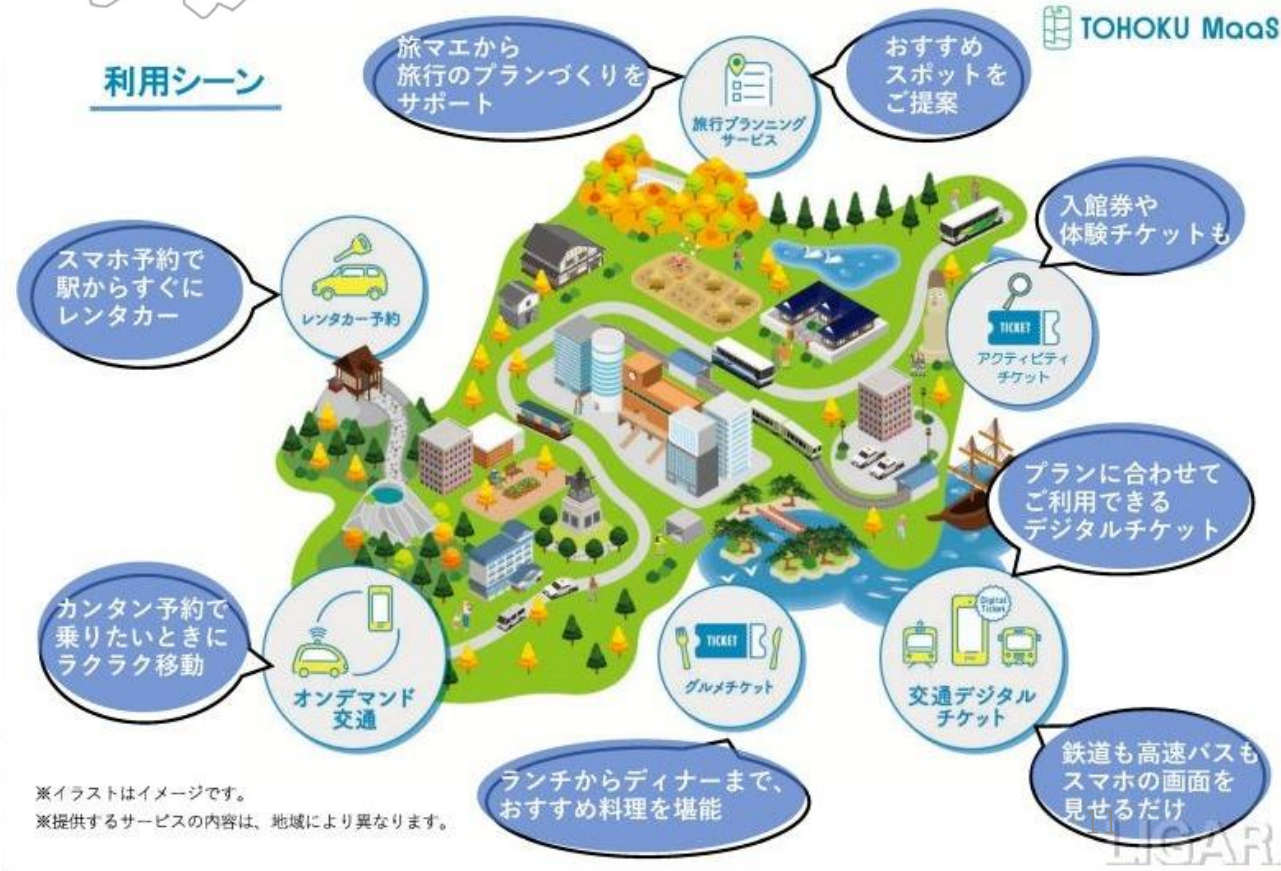 TOHOKU MaaS
利用シーン
旅マエから
旅行のプランづくりを
サポート
旅行プランニング
サービス
おすすめ
スポットを
ご提案
入館券や
体験チケットも
TICKET
アクティビティ
チケット
スマホ予約で
駅からすぐに
レンタカー
レンタカー予約
プランに合わせて
ご利用できる
デジタルチケット
カンタン予約で
乗りたいときに
ラクラク移動
オンデマンド
交通
TICKET
グルメチケット
Digital
Ticket
交通デジタル
チケット
ランチからディナーまで、
おすすめ料理を堪能
鉄道も高速バスも
スマホの画面を
見せるだけ
※イラストはイメージです。
※提供するサービスの内容は、地域により異なります。
LIGARE